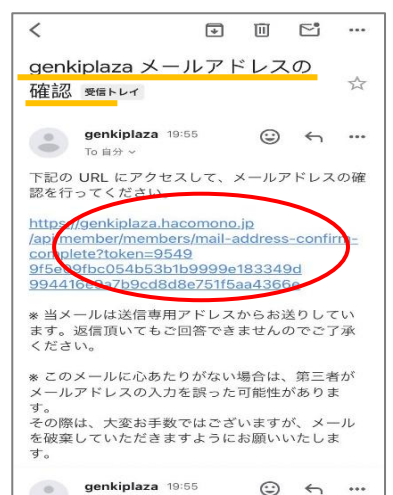 genkiplaza メールアドレスの
確認 受信トレイ
genkiplaza 19:55
To 自分
下記の URL にアクセスして、メールアドレスの確
認を行ってください。
https://genkiplaza.hacomono.jp
/api/member/members/mail-address-confirm-
complete?token=9549
9f5e09fbc054b53b1b9999e183349d
994416e9a7b9cd8d8e751f5aa4366e
* 当メールは送信専用アドレスからお送りしてい
ます。返信頂いてもご回答できませんのでご了承
ください。
* このメールに心あたりがない場合は、第三者が
メールアドレスの入力を誤った可能性がありま
す。
その際は、大変お手数ではございますが、メール
を破棄していただきますようにお願いいたしま
す。
genkiplaza 19:55